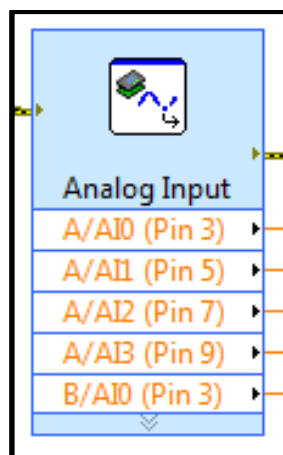 Analog Input
A/AI0 (Pin 3)
A/AI1 (Pin 5)
A/AI2 (Pin 7)
A/AI3 (Pin 9)
B/AI0 (Pin 3)